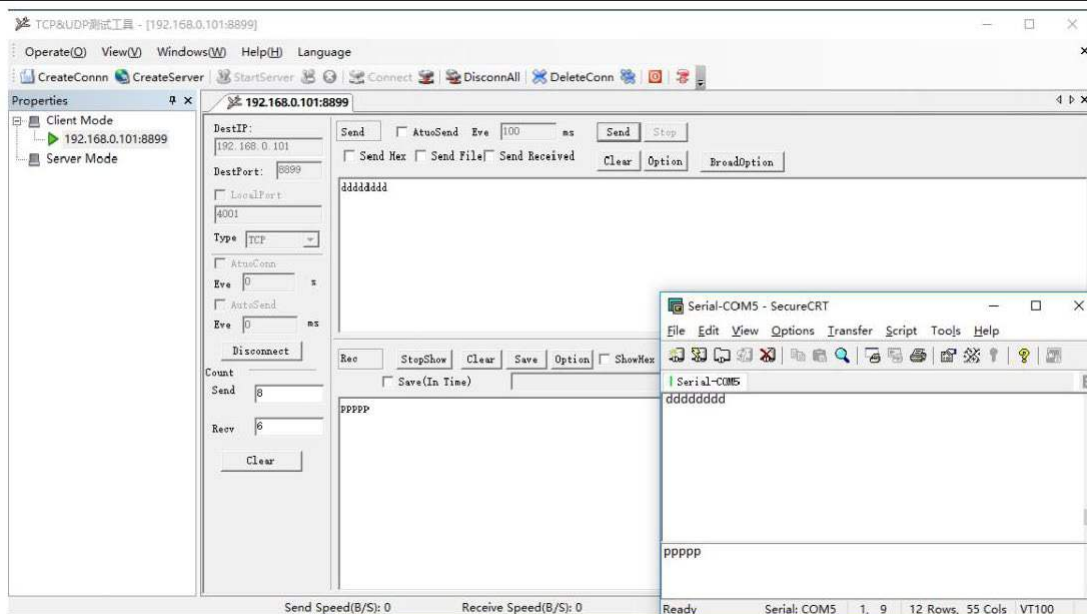 TCP&UDP测试工具 - [192.168.0.101:8899]
Operate(O) View(V) Windows(W) Help(H) Language
CreateConnn CreateServer StartServer Connect DisconnAll DeleteConn
Properties
Client Mode
192.168.0.101:8899
Server Mode
192.168.0.101:8899
DestIP:
192.168.0.101
DestPort: 8899
LocalPort
4001
Type TCP
AtuoConn
Eve 0 s
AutoSend
Eve 0 ms
Disconnect
Count
Send 8
Recv 6
Clear
Send AtuoSend Eve 100 ms Send Stop
Send Hex Send File Send Received Clear Option BroadOption
dddddddd
Rec StopShow Clear Save Option ShowHex
Save(In Time)
PPPPP
Send Speed(B/S): 0 Receive Speed(B/S): 0
Serial-COM5 - SecureCRT
File Edit View Options Transfer Script Tools Help
Serial-COM5
dddddddd
ppppp
Ready Serial: COM5 1, 9 12 Rows, 55 Cols VT100